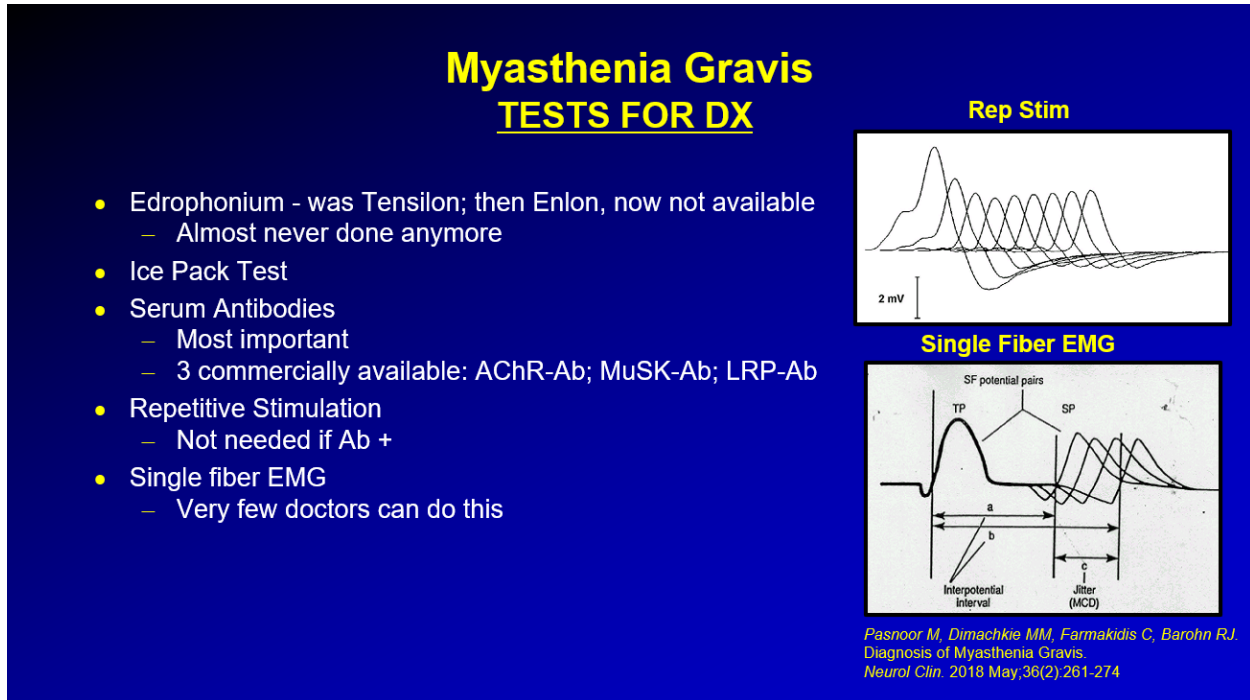 Myasthenia Gravis
TESTS FOR DX
● Edrophonium - was Tensilon; then Enlon, now not available
– Almost never done anymore
● Ice Pack Test
● Serum Antibodies
– Most important
– 3 commercially available: AChR-Ab; MuSK-Ab; LRP-Ab
● Repetitive Stimulation
– Not needed if Ab +
● Single fiber EMG
– Very few doctors can do this
Rep Stim
2 mV
Single Fiber EMG
SF potential pairs
TP
SP
a
b
c
Interpotential
interval
Jitter
(MCD)
Pasnoor M, Dimachkie MM, Farmakidis C, Barohn RJ.
Diagnosis of Myasthenia Gravis.
Neurol Clin. 2018 May;36(2):261-274